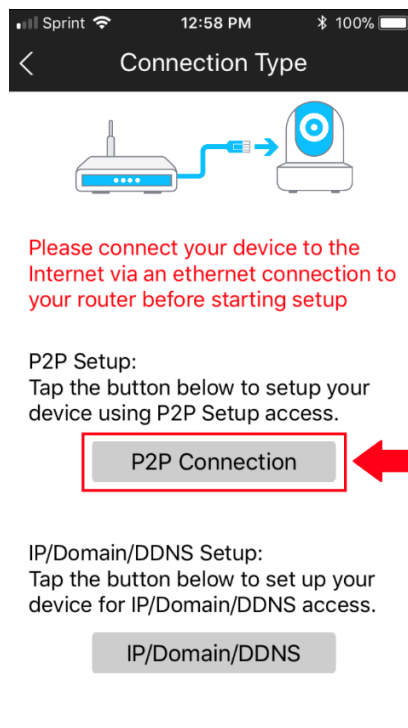 Sprint 12:58 PM 100%
Connection Type
Please connect your device to the
Internet via an ethernet connection to
your router before starting setup
P2P Setup:
Tap the button below to setup your
device using P2P Setup access.
P2P Connection
IP/Domain/DDNS Setup:
Tap the button below to set up your
device for IP/Domain/DDNS access.
IP/Domain/DDNS